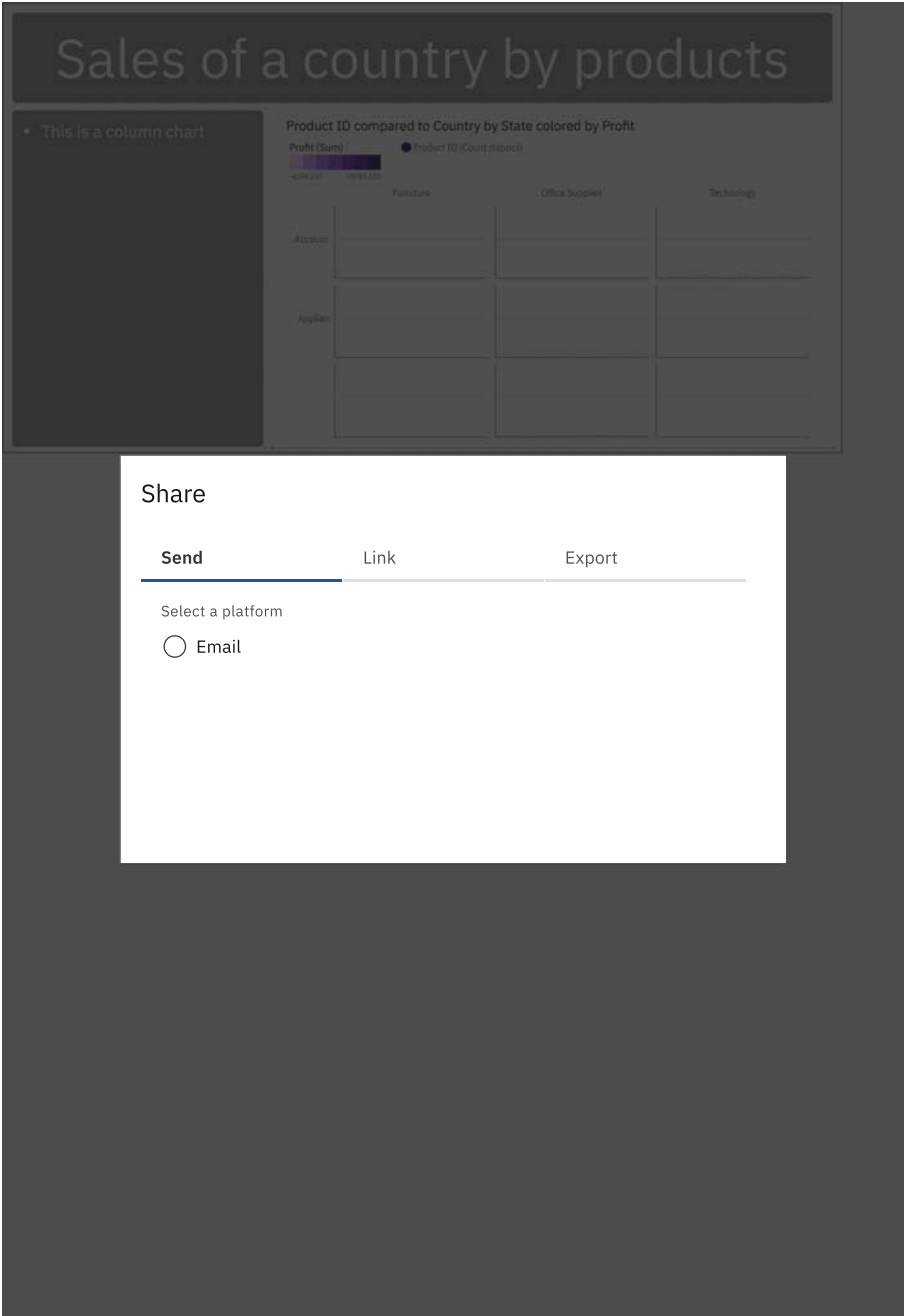 Sales of a country by products
• This is a column chart
Product ID compared to Country by State colored by Profit
Profit (Sum)
Product ID (Count distinct)
Furniture
Office Supplies
Technology
Share
Send
Link
Export
Select a platform
Email